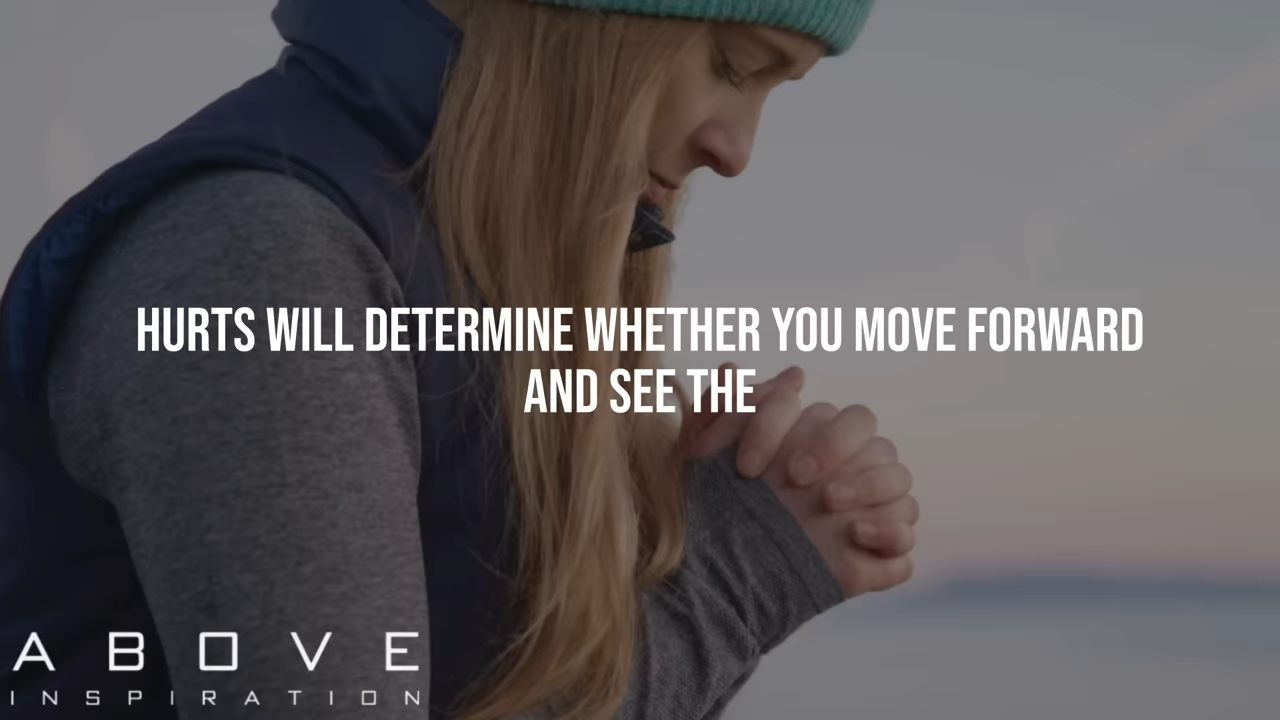 HURTS WILL DETERMINE WHETHER YOU MOVE FORWARD
AND SEE THE
ABOVE
INSPIRATION